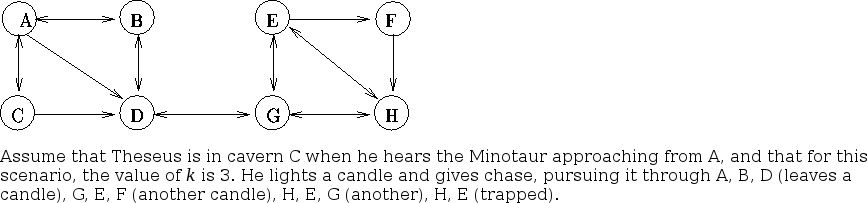 A B E F
C D G H
Assume that Theseus is in cavern C when he hears the Minotaur approaching from A, and that for this
scenario, the value of k is 3. He lights a candle and gives chase, pursuing it through A, B, D (leaves a
candle), G, E, F (another candle), H, E, G (another), H, E (trapped).